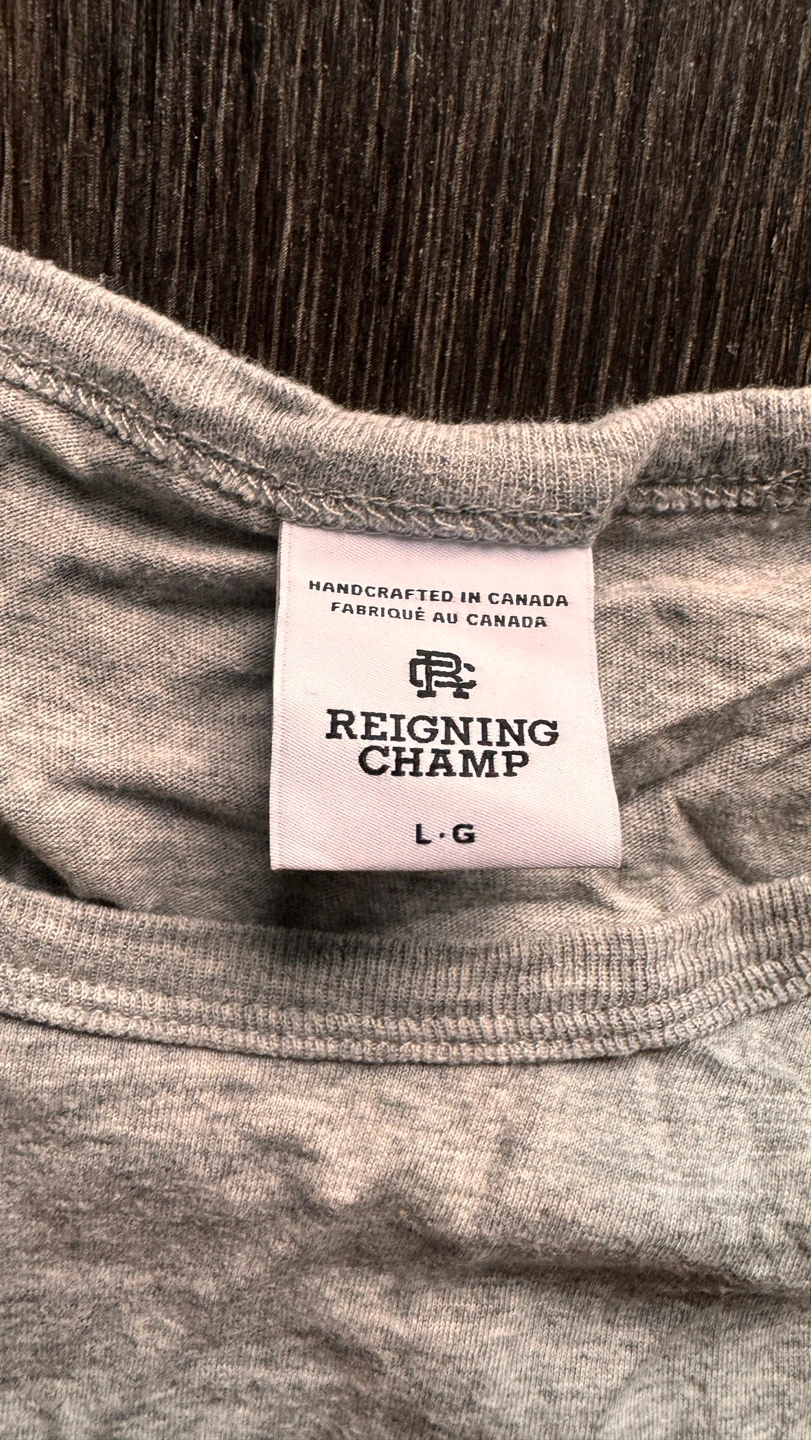 HANDCRAFTED IN CANADA
FABRIQUÉ AU CANADA
RC
REIGNING
CHAMP
L·G